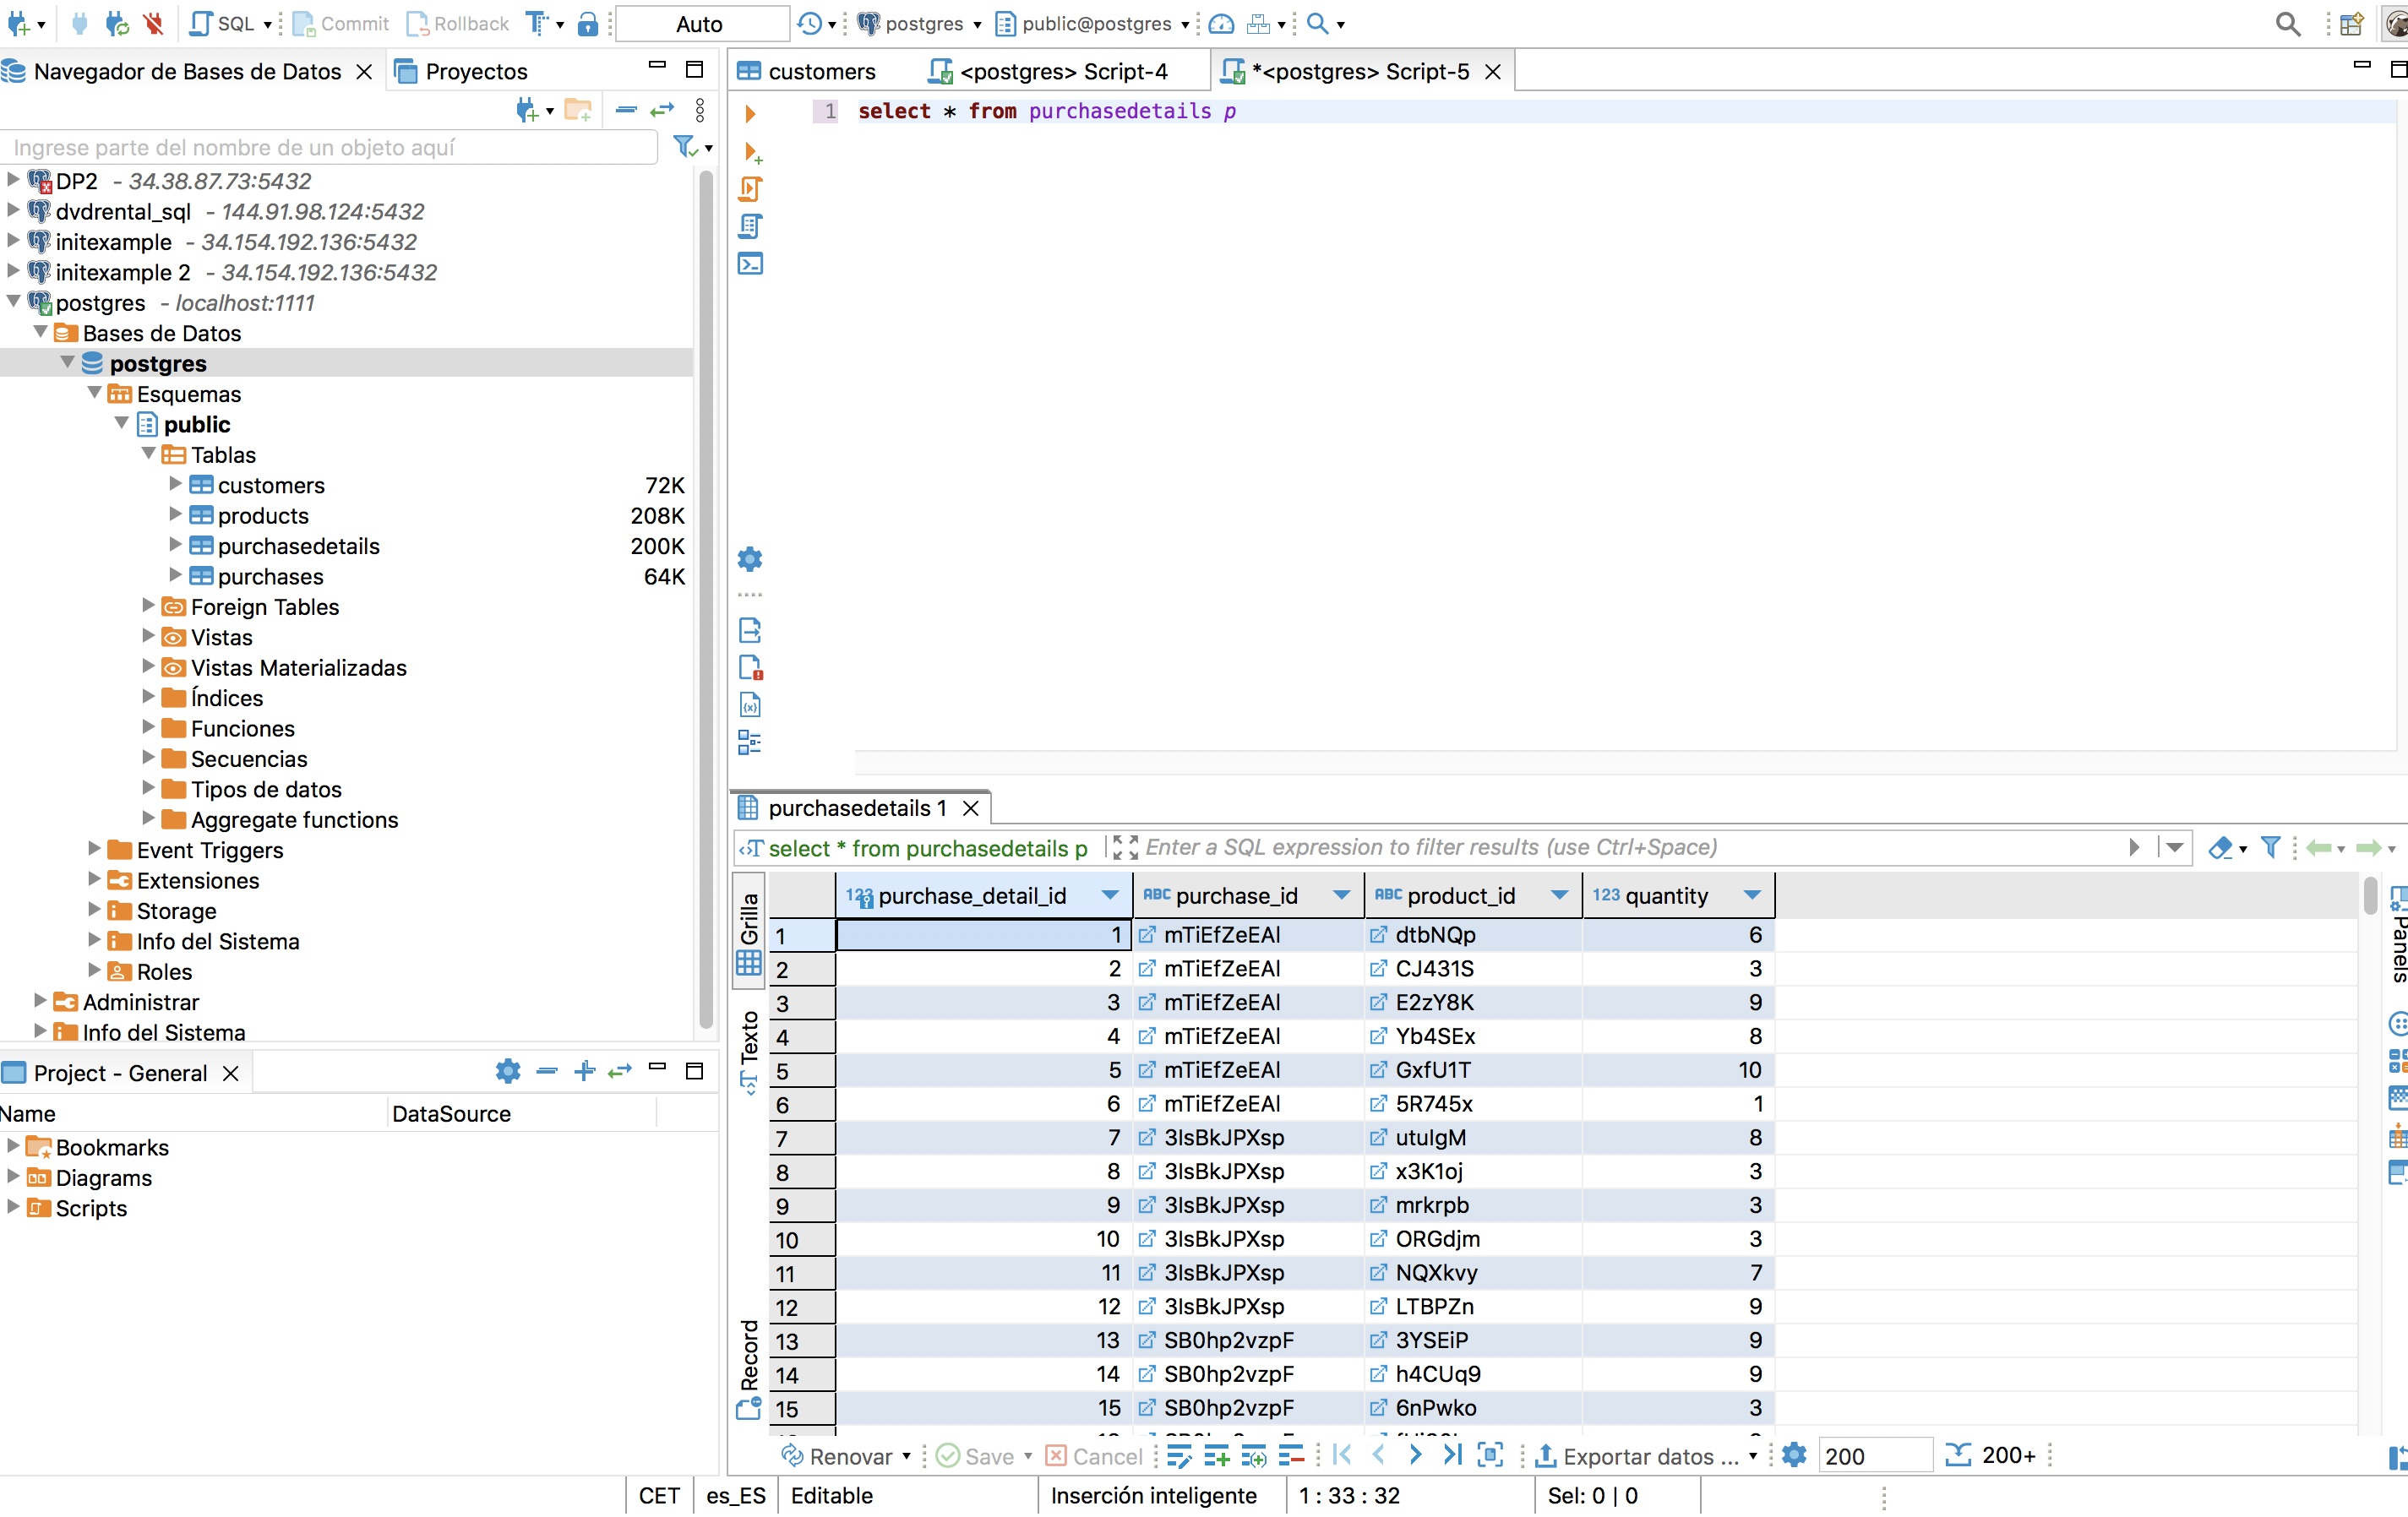 SQL Commit Rollback Auto postgres public@postgres
Navegador de Bases de Datos Proyectos
Ingrese parte del nombre de un objeto aquí
DP2 - 34.38.87.73:5432
dvdrental_sql - 144.91.98.124:5432
initexample - 34.154.192.136:5432
initexample 2 - 34.154.192.136:5432
postgres - localhost:1111
Bases de Datos
postgres
Esquemas
public
Tablas
customers 72K
products 208K
purchasedetails 200K
purchases 64K
Foreign Tables
Vistas
Vistas Materializadas
Índices
Funciones
Secuencias
Tipos de datos
Aggregate functions
Event Triggers
Extensiones
Storage
Info del Sistema
Roles
Administrar
Info del Sistema
Project - General
Name DataSource
Bookmarks
Diagrams
Scripts
customers <postgres> Script-4 *<postgres> Script-5
1 select * from purchasedetails p
purchasedetails 1
select * from purchasedetails p Enter a SQL expression to filter results (use Ctrl+Space)
Grilla
Texto
Record
Panels
123 purchase_detail_id ABC purchase_id ABC product_id 123 quantity
1 1 mTiEfZeEAl dtbNQp 6
2 2 mTiEfZeEAl CJ431S 3
3 3 mTiEfZeEAl E2zY8K 9
4 4 mTiEfZeEAl Yb4SEx 8
5 5 mTiEfZeEAl GxfU1T 10
6 6 mTiEfZeEAl 5R745x 1
7 7 3IsBkJPXsp utuIgM 8
8 8 3IsBkJPXsp x3K1oj 3
9 9 3IsBkJPXsp mrkrpb 3
10 10 3IsBkJPXsp ORGdjm 3
11 11 3IsBkJPXsp NQXkvy 7
12 12 3IsBkJPXsp LTBPZn 9
13 13 SB0hp2vzpF 3YSEiP 9
14 14 SB0hp2vzpF h4CUq9 9
15 15 SB0hp2vzpF 6nPwko 3
Renovar Save Cancel Exportar datos ... 200 200+
CET es_ES Editable Inserción inteligente 1 : 33 : 32 Sel: 0 | 0